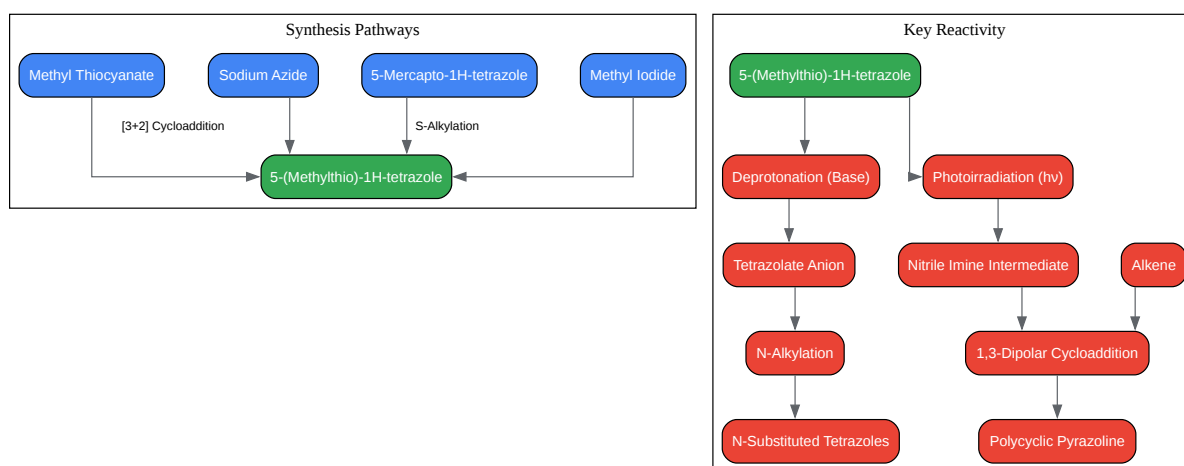 Synthesis Pathways
Methyl Thiocyanate
Sodium Azide
5-Mercapto-1H-tetrazole
Methyl Iodide
[3+2] Cycloaddition
S-Alkylation
5-(Methylthio)-1H-tetrazole
Key Reactivity
5-(Methylthio)-1H-tetrazole
Deprotonation (Base)
Photoirradiation (hν)
Tetrazolate Anion
Nitrile Imine Intermediate
Alkene
N-Alkylation
1,3-Dipolar Cycloaddition
N-Substituted Tetrazoles
Polycyclic Pyrazoline